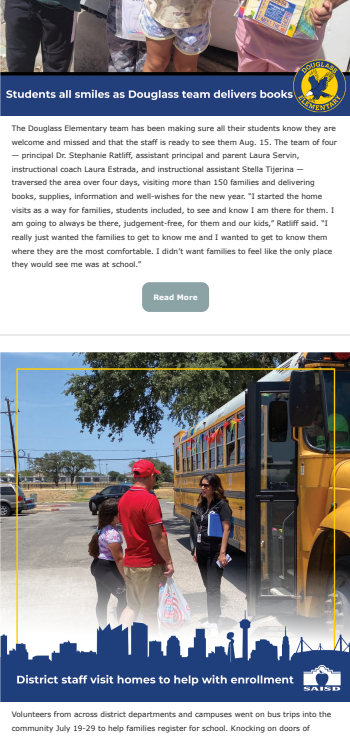 Students all smiles as Douglass team delivers books
DOUGLASS
ELEMENTARY
The Douglass Elementary team has been making sure all their students know they are
welcome and missed and that the staff is ready to see them Aug. 15. The team of four
— principal Dr. Stephanie Ratliff, assistant principal and parent Laura Servin,
instructional coach Laura Estrada, and instructional assistant Stella Tijerina —
traversed the area over four days, visiting more than 150 families and delivering
books, supplies, information and well-wishes for the new year. “I started the home
visits as a way for families, students included, to see and know I am there for them. I
am going to always be there, judgement-free, for them and our kids,” Ratliff said. “I
really just wanted the families to get to know me and I wanted to get to know them
where they are the most comfortable. I didn’t want families to feel like the only place
they would see me was at school.”
Read More
District staff visit homes to help with enrollment
SAISD
Volunteers from across district departments and campuses went on bus trips into the
community July 19-29 to help families register for school. Knocking on doors of